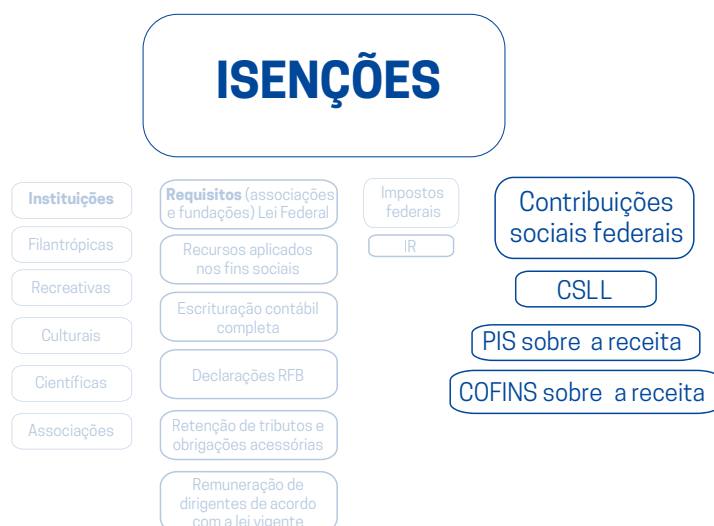 ISENÇÕES
Instituições
Filantrópicas
Recreativas
Culturais
Científicas
Associações
Requisitos (associações
e fundações) Lei Federal
Recursos aplicados
nos fins sociais
Escrituração contábil
completa
Declarações RFB
Retenção de tributos e
obrigações acessórias
Remuneração de
dirigentes de acordo
com a lei vigente
Impostos
federais
IR
Contribuições
sociais federais
CSLL
PIS sobre a receita
COFINS sobre a receita